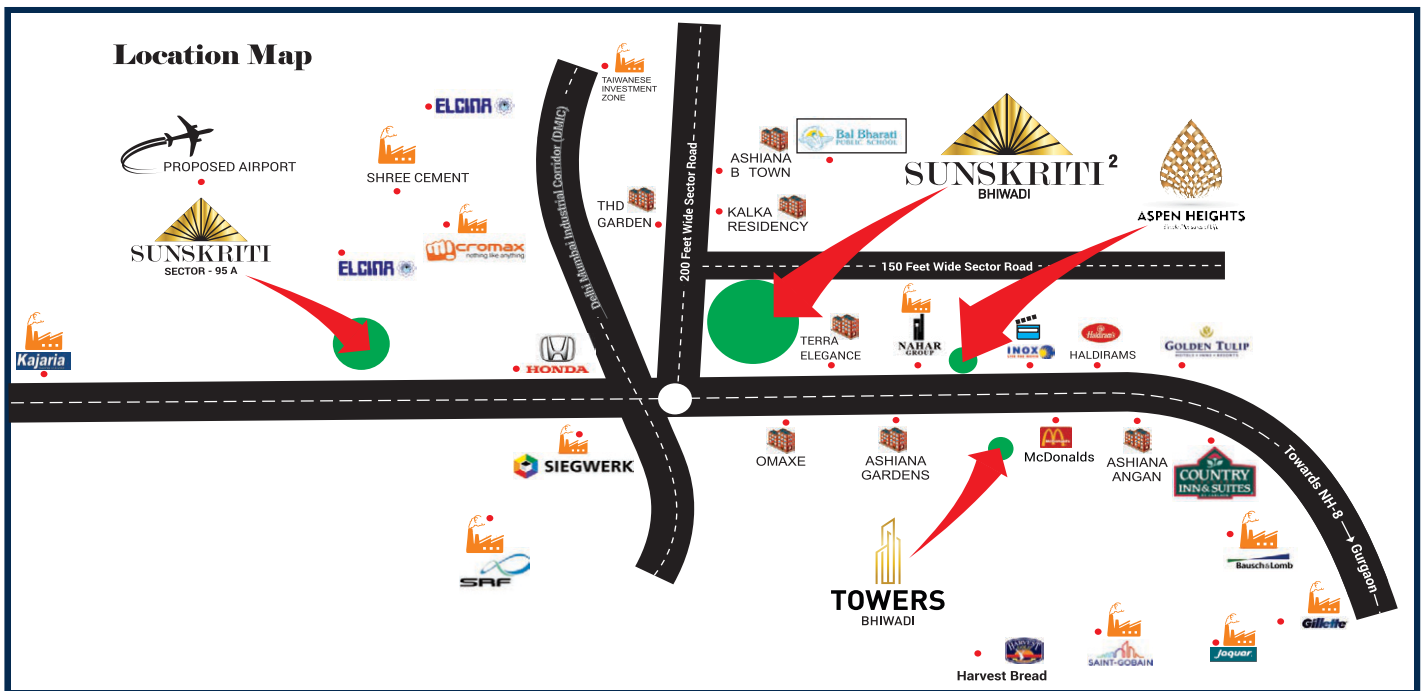 Location Map
TAIWANESE
INVESTMENT
ZONE
ELCINA
PROPOSED AIRPORT
SHREE CEMENT
Delhi Mumbai Industrial Corridor (DMIC)
200 Feet Wide Sector Road
ASHIANA
B TOWN
Bal Bharati
PUBLIC SCHOOL
SUNSKRITI 2
BHIWADI
ASPEN HEIGHTS
THD
GARDEN
KALKA
RESIDENCY
SUNSKRITI
SECTOR - 95 A
ELCINA
micromax
nothing like anything
150 Feet Wide Sector Road
Kajaria
HONDA
TERRA
ELEGANCE
NAHAR
GROUP
INOX
LIVE THE MOVIE
Haldiram's
HALDIRAMS
GOLDEN TULIP
SIEGWERK
OMAXE
ASHIANA
GARDENS
McDonalds
ASHIANA
ANGAN
COUNTRY
INN & SUITES
Towards NH-8
Gurgaon
SRF
TOWERS
BHIWADI
Bausch & Lomb
Gillette
HARVEST
Harvest Bread
SAINT-GOBAIN
Jaquar